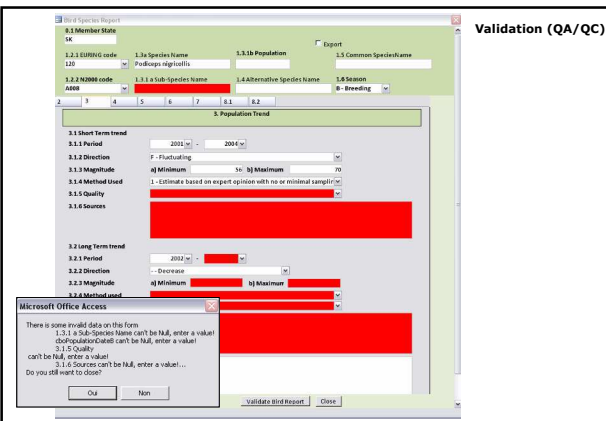 Validation (QA/QC)
Bird Species Report
0.1 Member State
SK
Export
1.2.1 EURING code 1.3a Species Name 1.3.1b Population 1.5 Common SpeciesName
120 Podiceps nigricollis
1.2.2 N2000 code 1.3.1 a Sub-Species Name 1.4 Alternative Species Name 1.6 Season
A008 B - Breeding
2 3 4 5 6 7 8.1 8.2
3. Population Trend
3.1 Short Term trend
3.1.1 Period 2001 - 2004
3.1.2 Direction F - Fluctuating
3.1.3 Magnitude a) Minimum 56 b) Maximum 70
3.1.4 Method Used 1 - Estimate based on expert opinion with no or minimal samplin
3.1.5 Quality
3.1.6 Sources
3.2 Long Term trend
3.2.1 Period 2002 -
3.2.2 Direction - - Decrease
3.2.3 Magnitude a) Minimum b) Maximum
3.2.4 Method used
Microsoft Office Access
There is some invalid data on this form
1.3.1 a Sub-Species Name can't be Null, enter a value!
cboPopulationDateB can't be Null, enter a value!
3.1.5 Quality
can't be Null, enter a value!
3.1.6 Sources can't be Null, enter a value!...
Do you still want to close?
Oui Non
Validate Bird Report Close